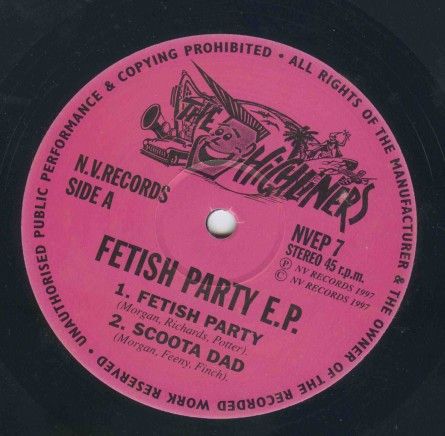 UNAUTHORISED PUBLIC PERFORMANCE & COPYING PROHIBITED • ALL RIGHTS OF THE MANUFACTURER & THE OWNER OF THE RECORDED WORK RESERVED •
THE
HIGHLINERS
N.V.RECORDS
SIDE A
NVEP 7
STEREO 45 r.p.m.
Ⓟ NV RECORDS 1997
© NV RECORDS 1997
FETISH PARTY E.P.
1. FETISH PARTY
(Morgan, Richards, Potter).
2. SCOOTA DAD
(Morgan, Feeny, Finch).